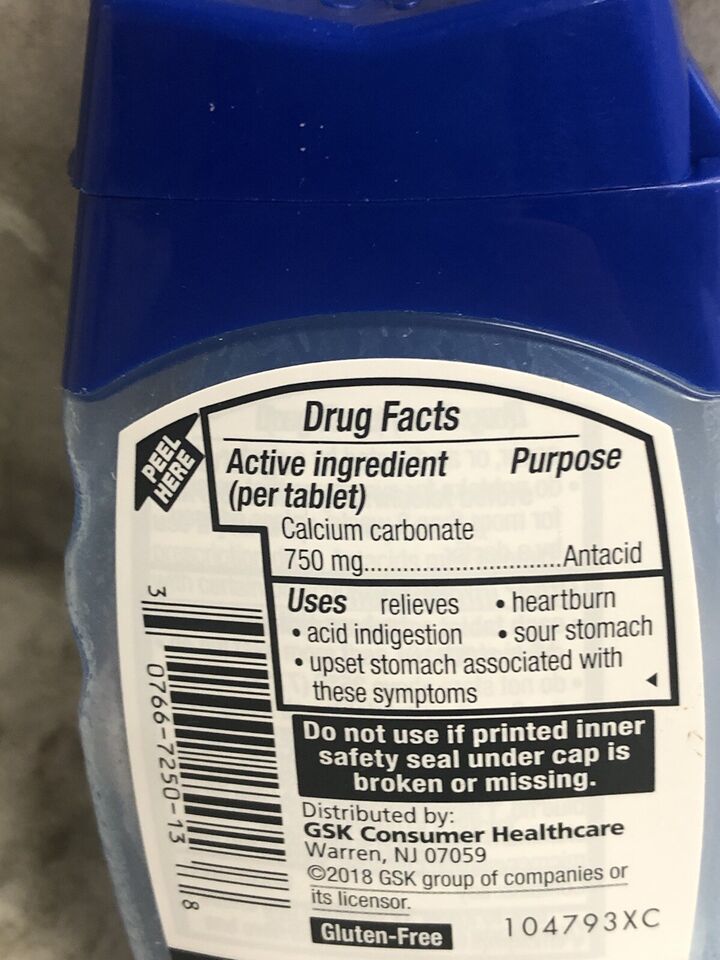 Drug Facts
PEEL
HERE
Active ingredient Purpose
(per tablet)
Calcium carbonate
750 mg..............................Antacid
Uses relieves • heartburn
• acid indigestion • sour stomach
• upset stomach associated with
these symptoms
Do not use if printed inner
safety seal under cap is
broken or missing.
Distributed by:
GSK Consumer Healthcare
Warren, NJ 07059
©2018 GSK group of companies or
its licensor.
Gluten-Free 104793XC
3 0766-7250-13 8